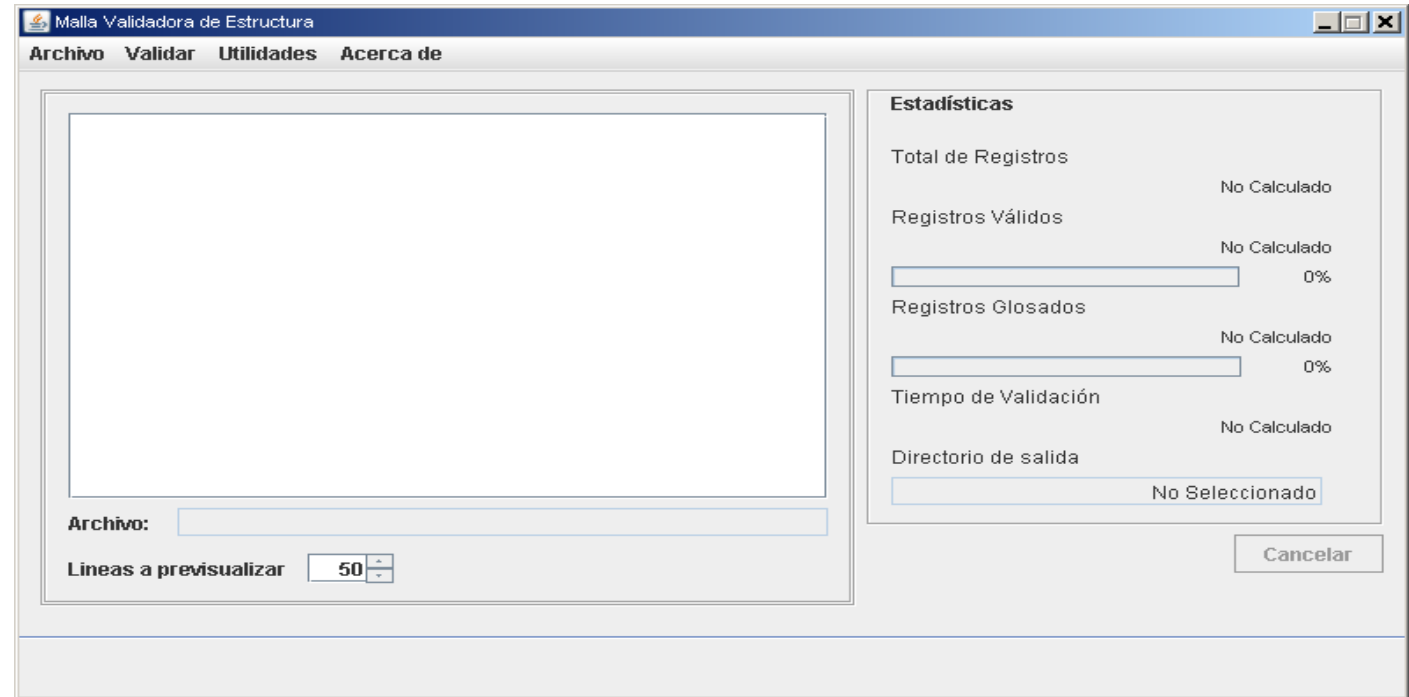 Malla Validadora de Estructura
Archivo Validar Utilidades Acerca de
Estadísticas
Total de Registros
No Calculado
Registros Válidos
No Calculado
0%
Registros Glosados
No Calculado
0%
Tiempo de Validación
No Calculado
Directorio de salida
No Seleccionado
Archivo:
Lineas a previsualizar 50
Cancelar